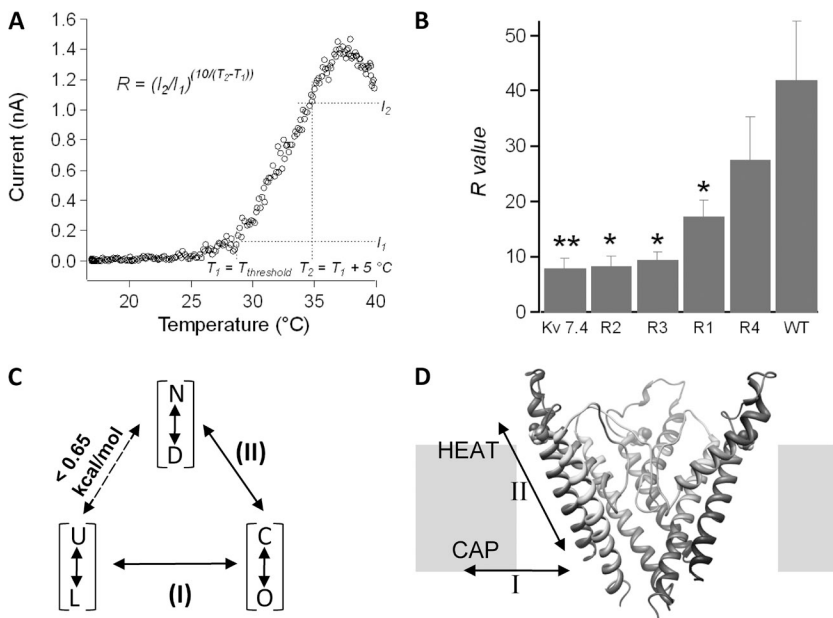 A
R = (I2/I1)^(10/(T2-T1))
Current (nA)
1.6
1.4
1.2
1.0
0.8
0.6
0.4
0.2
0.0
I2
I1
T1 = Tthreshold T2 = T1 + 5 °C
20 25 30 35 40
Temperature (°C)
B
R value
50
40
30
20
10
0
** * * *
Kv 7.4 R2 R3 R1 R4 WT
C
N
D
< 0.65
kcal/mol
(II)
U
L
C
O
(I)
D
HEAT
II
CAP
I